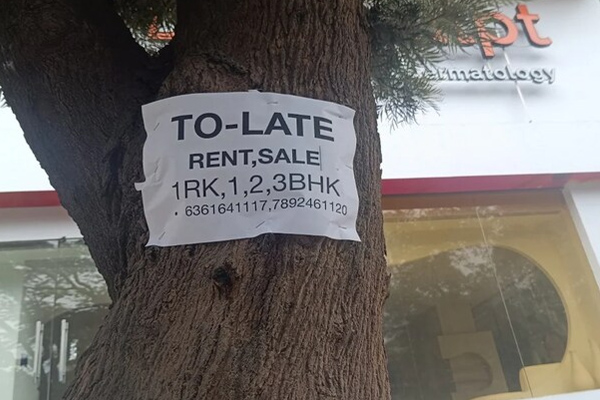 TO-LATE
RENT,SALE
1RK,1,2,3BHK
. 6361641117,7892461120